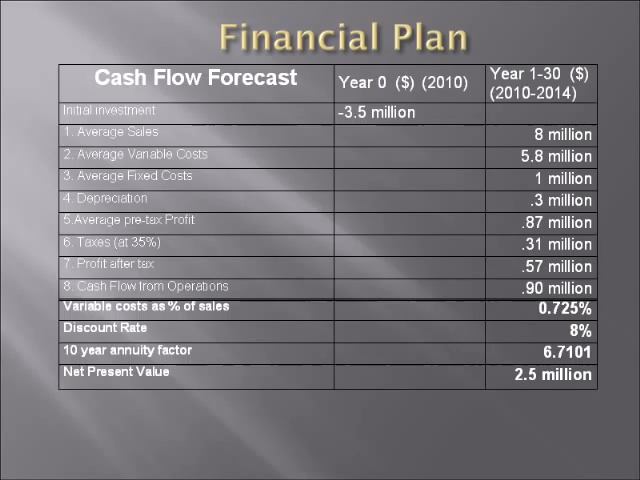 Financial Plan
Cash Flow Forecast Year 0 ($) (2010) Year 1-30 ($)
(2010-2014)
Initial investment -3.5 million
1. Average Sales 8 million
2. Average Variable Costs 5.8 million
3. Average Fixed Costs 1 million
4. Depreciation .3 million
5.Average pre-tax Profit .87 million
6. Taxes (at 35%) .31 million
7. Profit after tax .57 million
8. Cash Flow from Operations .90 million
Variable costs as % of sales 0.725%
Discount Rate 8%
10 year annuity factor 6.7101
Net Present Value 2.5 million